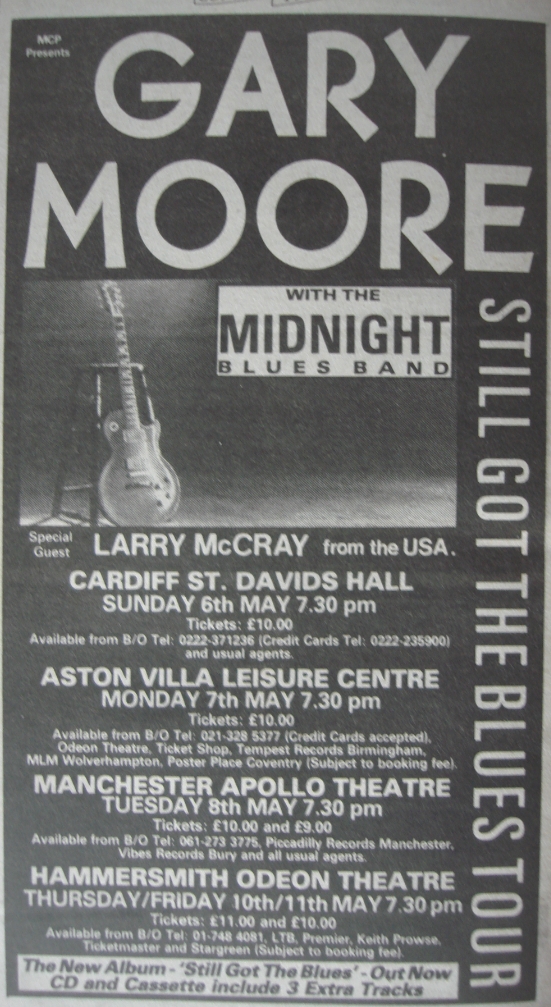 MCP
Presents
GARY
MOORE
WITH THE
MIDNIGHT
BLUES BAND
STILL GOT THE BLUES TOUR
Special
Guest
LARRY McCRAY from the USA.
CARDIFF ST. DAVIDS HALL
SUNDAY 6th MAY 7.30 pm
Tickets: £10.00
Available from B/O Tel: 0222-371236 (Credit Cards Tel: 0222-235900)
and usual agents.
ASTON VILLA LEISURE CENTRE
MONDAY 7th MAY 7.30 pm
Tickets: £10.00
Available from B/O Tel: 021-328 5377 (Credit Cards accepted),
Odeon Theatre, Ticket Shop, Tempest Records Birmingham,
MLM Wolverhampton, Poster Place Coventry (Subject to booking fee).
MANCHESTER APOLLO THEATRE
TUESDAY 8th MAY 7.30 pm
Tickets: £10.00 and £9.00
Available from B/O Tel: 061-273 3775, Piccadilly Records Manchester,
Vibes Records Bury and all usual agents.
HAMMERSMITH ODEON THEATRE
THURSDAY/FRIDAY 10th/11th MAY 7.30 pm
Tickets: £11.00 and £10.00
Available from B/O Tel: 01-748 4081, LTB, Premier, Keith Prowse,
Ticketmaster and Stargreen (Subject to booking fee).
The New Album - 'Still Got The Blues' - Out Now
CD and Cassette include 3 Extra Tracks